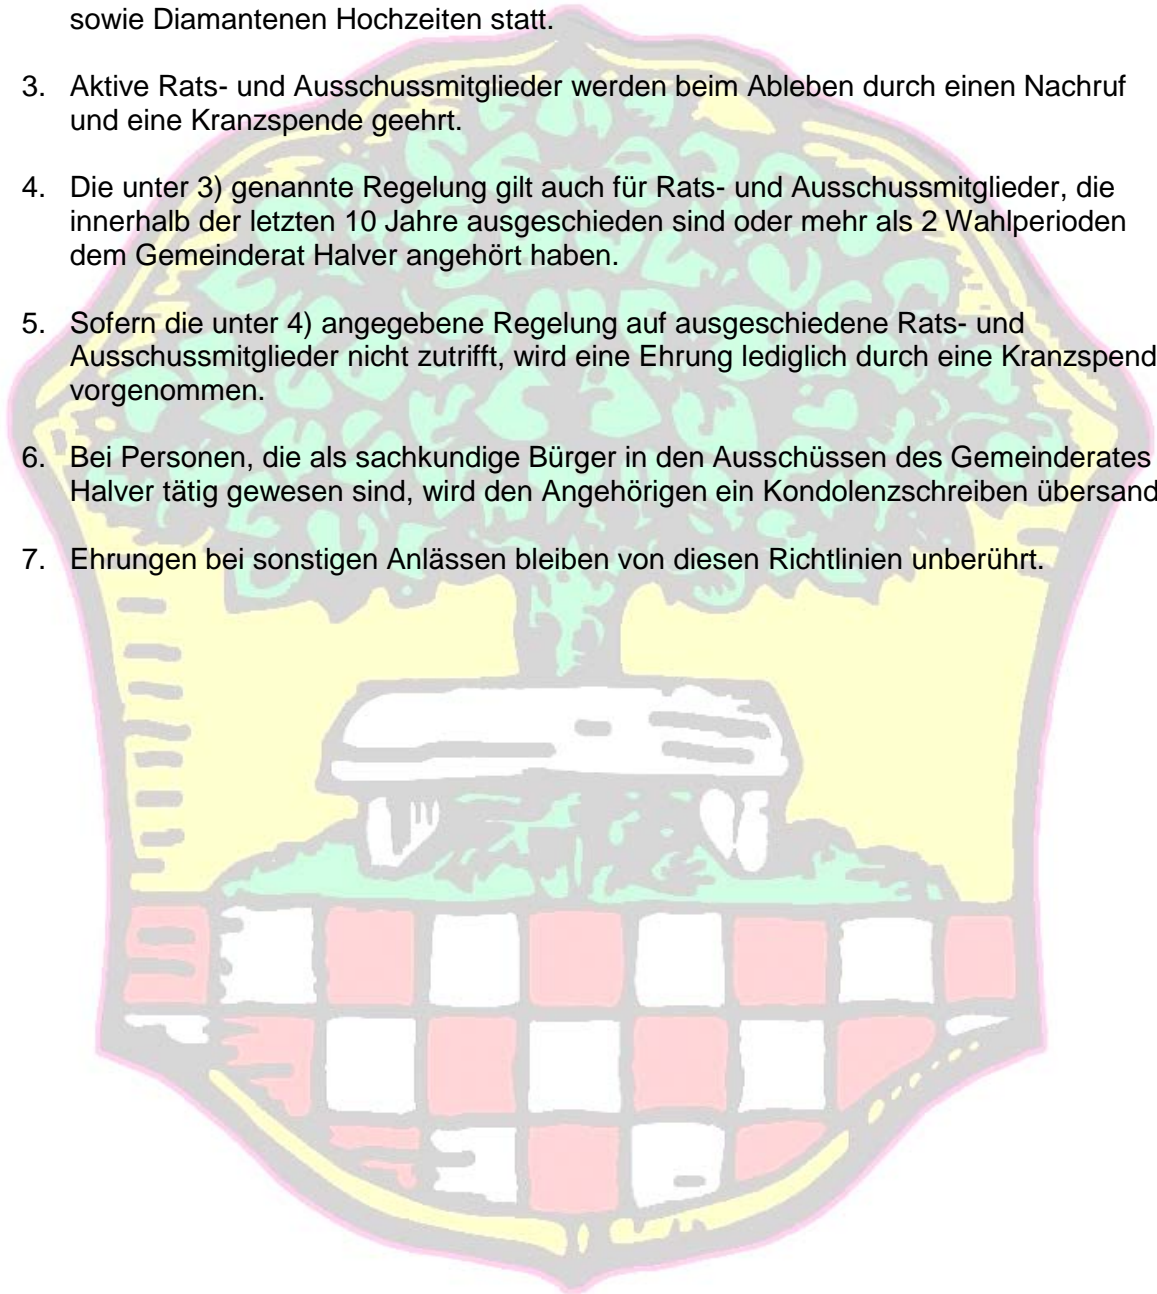 sowie Diamantenen Hochzeiten statt.
3. Aktive Rats- und Ausschussmitglieder werden beim Ableben durch einen Nachruf
und eine Kranzspende geehrt.
4. Die unter 3) genannte Regelung gilt auch für Rats- und Ausschussmitglieder, die
innerhalb der letzten 10 Jahre ausgeschieden sind oder mehr als 2 Wahlperioden
dem Gemeinderat Halver angehört haben.
5. Sofern die unter 4) angegebene Regelung auf ausgeschiedene Rats- und
Ausschussmitglieder nicht zutrifft, wird eine Ehrung lediglich durch eine Kranzspend
vorgenommen.
6. Bei Personen, die als sachkundige Bürger in den Ausschüssen des Gemeinderates
Halver tätig gewesen sind, wird den Angehörigen ein Kondolenzschreiben übersand
7. Ehrungen bei sonstigen Anlässen bleiben von diesen Richtlinien unberührt.